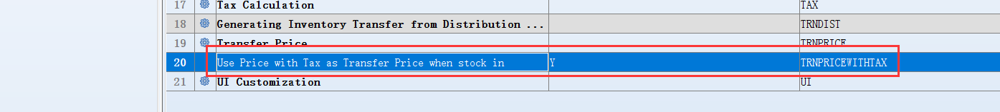 17 Tax Calculation TAX
18 Generating Inventory Transfer from Distribution ... TRNDIST
19 Transfer Price TRNPRICE
20 Use Price with Tax as Transfer Price when stock in Y TRNPRICEWITHTAX
21 UI Customization UI